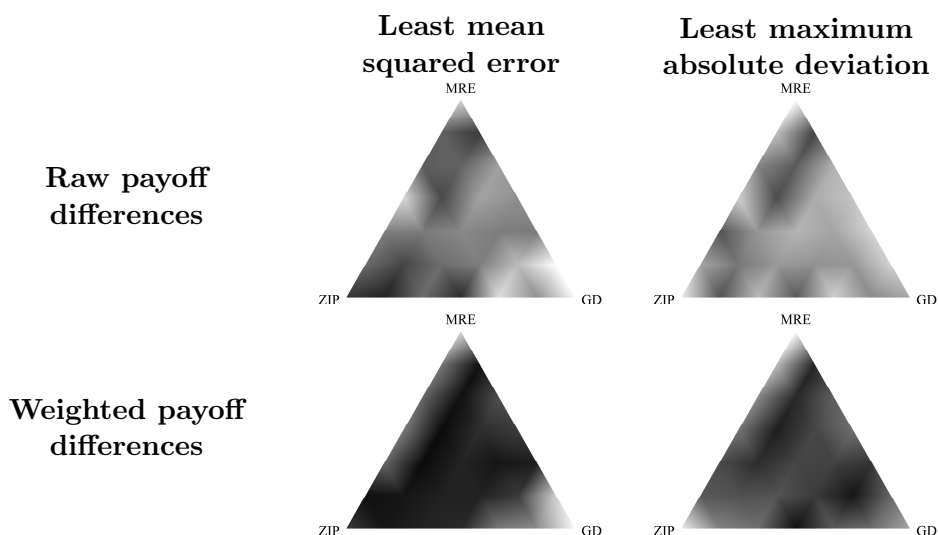 Least mean
squared error
Least maximum
absolute deviation
MRE
MRE
Raw payoff
differences
ZIP
GD
ZIP
GD
MRE
MRE
Weighted payoff
differences
ZIP
GD
ZIP
GD